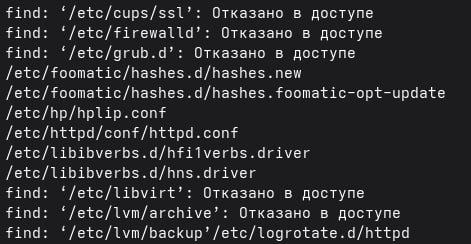 find: ‘/etc/cups/ssl’: Отказано в доступе
find: ‘/etc/firewalld’: Отказано в доступе
find: ‘/etc/grub.d’: Отказано в доступе
/etc/foomatic/hashes.d/hashes.new
/etc/foomatic/hashes.d/hashes.foomatic-opt-update
/etc/hp/hplip.conf
/etc/httpd/conf/httpd.conf
/etc/libibverbs.d/hfi1verbs.driver
/etc/libibverbs.d/hns.driver
find: ‘/etc/libvirt’: Отказано в доступе
find: ‘/etc/lvm/archive’: Отказано в доступе
find: ‘/etc/lvm/backup’/etc/logrotate.d/httpd